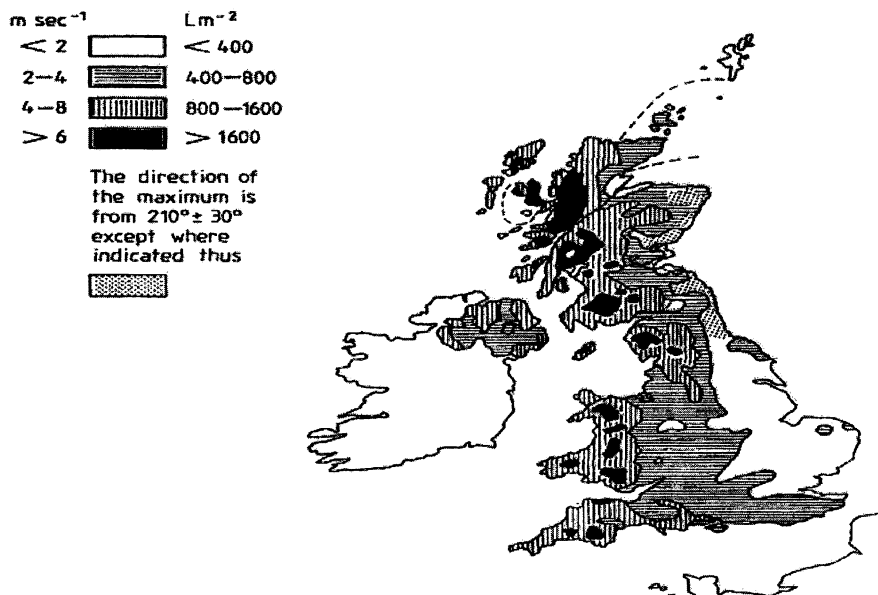 m sec⁻¹ Lm⁻²
< 2 < 400
2—4 400—800
4—8 800—1600
> 6 > 1600
The direction of
the maximum is
from 210°± 30°
except where
indicated thus